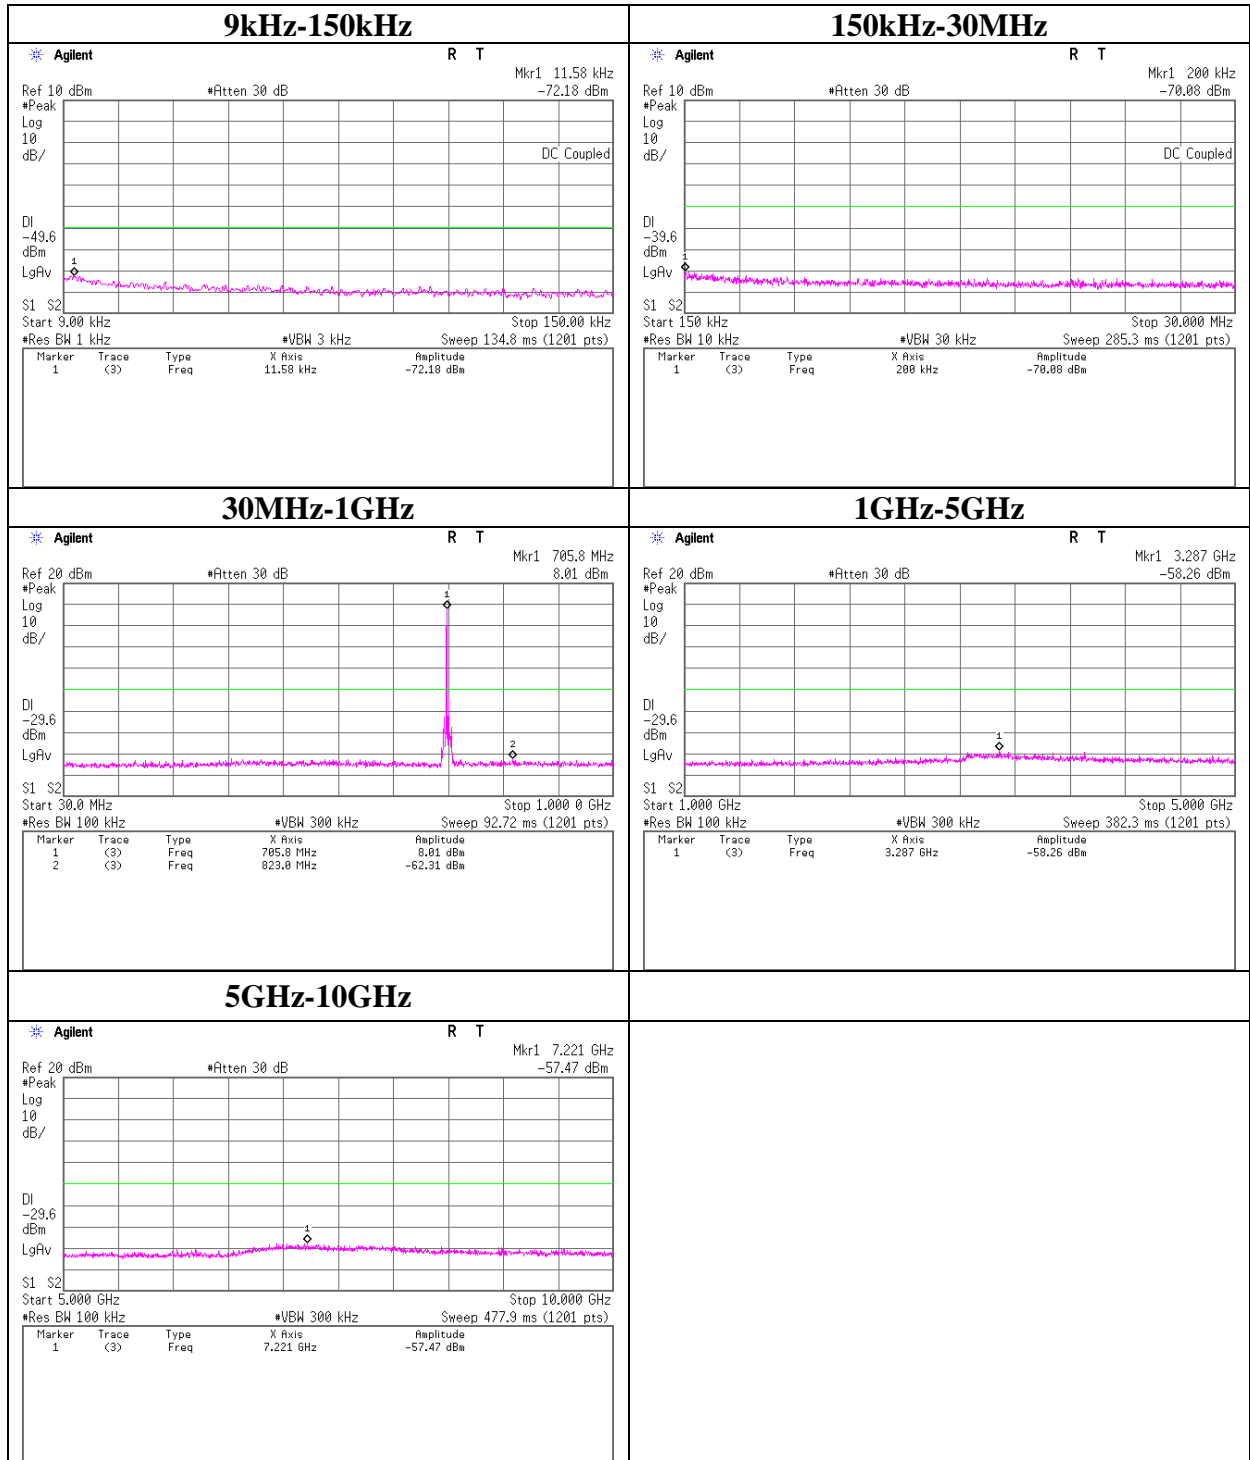 9kHz-150kHz
Agilent R T
Mkr1 11.58 kHz
Ref 10 dBm #Atten 30 dB -72.18 dBm
#Peak
Log
10
dB/ DC Coupled
DI
-49.6
dBm
1
LgAv
S1 S2
Start 9.00 kHz Stop 150.00 kHz
#Res BW 1 kHz #VBW 3 kHz Sweep 134.8 ms (1201 pts)
Marker Trace Type X Axis Amplitude
1 (3) Freq 11.58 kHz -72.18 dBm
150kHz-30MHz
Agilent R T
Mkr1 200 kHz
Ref 10 dBm #Atten 30 dB -70.08 dBm
#Peak
Log
10
dB/ DC Coupled
DI
-39.6
dBm
1
LgAv
S1 S2
Start 150 kHz Stop 30.000 MHz
#Res BW 10 kHz #VBW 30 kHz Sweep 285.3 ms (1201 pts)
Marker Trace Type X Axis Amplitude
1 (3) Freq 200 kHz -70.08 dBm
30MHz-1GHz
Agilent R T
Mkr1 705.8 MHz
Ref 20 dBm #Atten 30 dB 8.01 dBm
#Peak
1
Log
10
dB/
DI
-29.6
dBm
2
LgAv
S1 S2
Start 30.0 MHz Stop 1.000 0 GHz
#Res BW 100 kHz #VBW 300 kHz Sweep 92.72 ms (1201 pts)
Marker Trace Type X Axis Amplitude
1 (3) Freq 705.8 MHz 8.01 dBm
2 (3) Freq 823.0 MHz -62.31 dBm
1GHz-5GHz
Agilent R T
Mkr1 3.287 GHz
Ref 20 dBm #Atten 30 dB -58.26 dBm
#Peak
Log
10
dB/
DI
-29.6
dBm
1
LgAv
S1 S2
Start 1.000 GHz Stop 5.000 GHz
#Res BW 100 kHz #VBW 300 kHz Sweep 382.3 ms (1201 pts)
Marker Trace Type X Axis Amplitude
1 (3) Freq 3.287 GHz -58.26 dBm
5GHz-10GHz
Agilent R T
Mkr1 7.221 GHz
Ref 20 dBm #Atten 30 dB -57.47 dBm
#Peak
Log
10
dB/
DI
-29.6
dBm
1
LgAv
S1 S2
Start 5.000 GHz Stop 10.000 GHz
#Res BW 100 kHz #VBW 300 kHz Sweep 477.9 ms (1201 pts)
Marker Trace Type X Axis Amplitude
1 (3) Freq 7.221 GHz -57.47 dBm